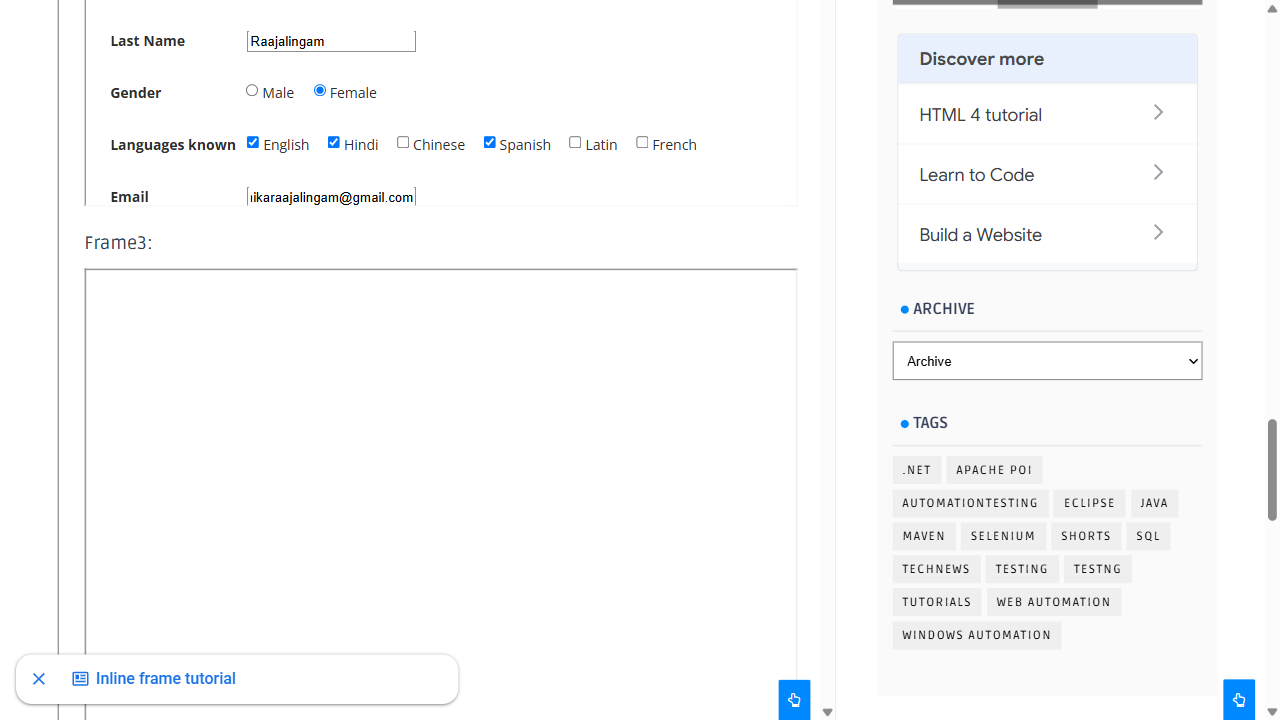 Last Name Raajalingam
Gender Male Female
Languages known English Hindi Chinese Spanish Latin French
Email ikaraajalingam@gmail.com
Frame3:
Inline frame tutorial
Discover more
HTML 4 tutorial
Learn to Code
Build a Website
ARCHIVE
Archive
TAGS
.NET APACHE POI
AUTOMATIONTESTING ECLIPSE JAVA
MAVEN SELENIUM SHORTS SQL
TECHNEWS TESTING TESTNG
TUTORIALS WEB AUTOMATION
WINDOWS AUTOMATION